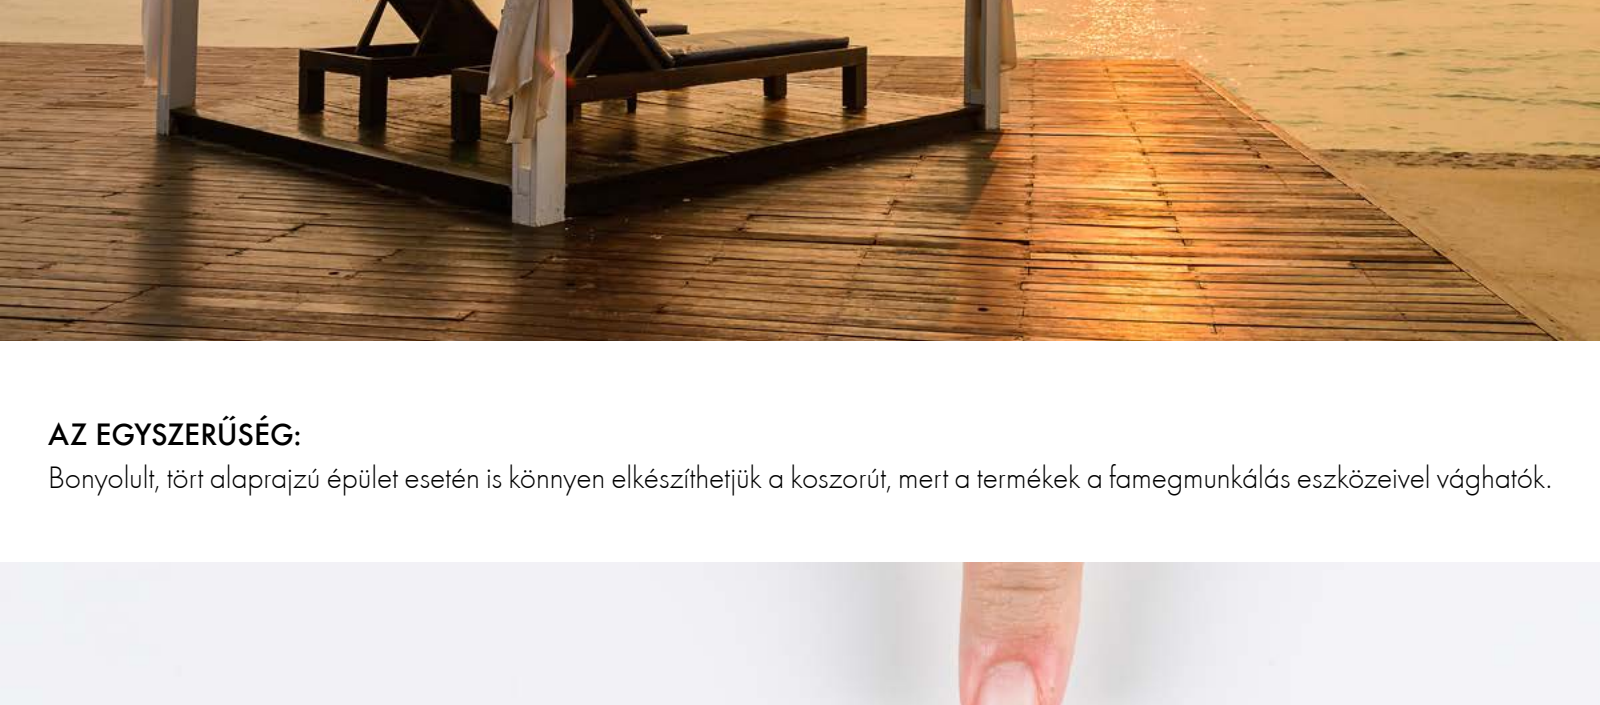 AZ EGYSZERŰSÉG:
Bonyolult, tört alaprajzú épület esetén is könnyen elkészíthetjük a koszorút, mert a termékek a famegmunkálás eszközeivel vághatók.